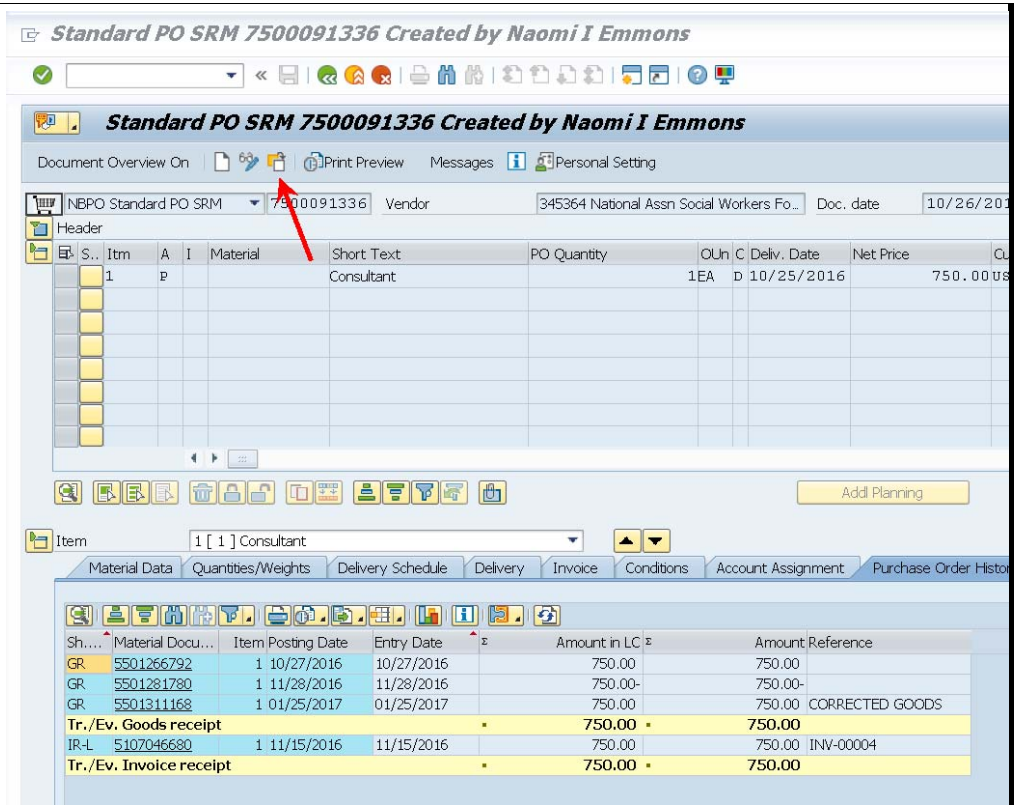 Standard PO SRM 7500091336 Created by Naomi I Emmons
Standard PO SRM 7500091336 Created by Naomi I Emmons
Document Overview On Print Preview Messages Personal Setting
NBPO Standard PO SRM 7500091336 Vendor 345364 National Assn Social Workers Fo... Doc. date 10/26/201
Header
S.. Itm A I Material Short Text PO Quantity OUn C Deliv. Date Net Price Cu
1 P Consultant 1 EA D 10/25/2016 750.00 US
Addl Planning
Item 1 [ 1 ] Consultant
Material Data Quantities/Weights Delivery Schedule Delivery Invoice Conditions Account Assignment Purchase Order Histor
Sh.... Material Docu... Item Posting Date Entry Date Σ Amount in LC Σ Amount Reference
GR 5501266792 1 10/27/2016 10/27/2016 750.00 750.00
GR 5501281780 1 11/28/2016 11/28/2016 750.00- 750.00-
GR 5501311168 1 01/25/2017 01/25/2017 750.00 750.00 CORRECTED GOODS
Tr./Ev. Goods receipt 750.00 750.00
IR-L 5107046680 1 11/15/2016 11/15/2016 750.00 750.00 INV-00004
Tr./Ev. Invoice receipt 750.00 750.00